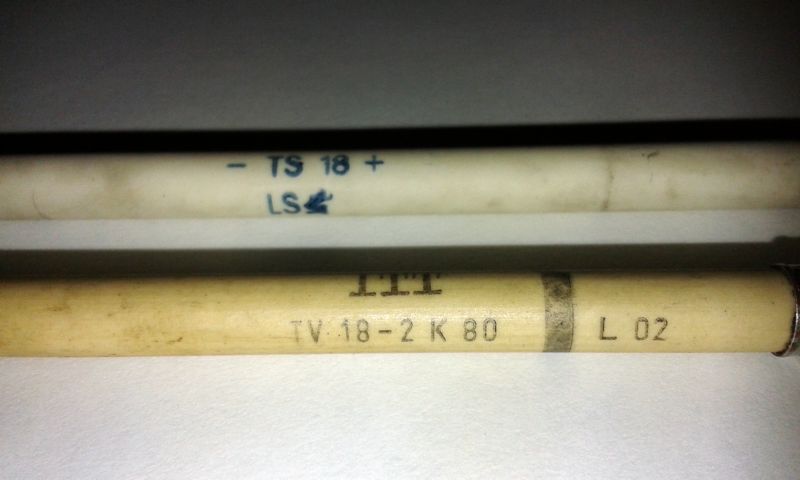 - TS 18 +
LS
ITT
TV 18-2 K 80
L 02